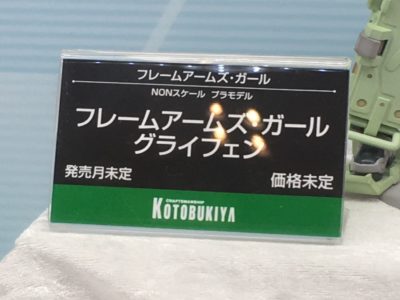 フレームアームズ・ガール
NONスケール プラモデル
フレームアームズ・ガール
グライフェン
発売月未定 価格未定
CRAFTSMANSHIP
KOTOBUKIYA